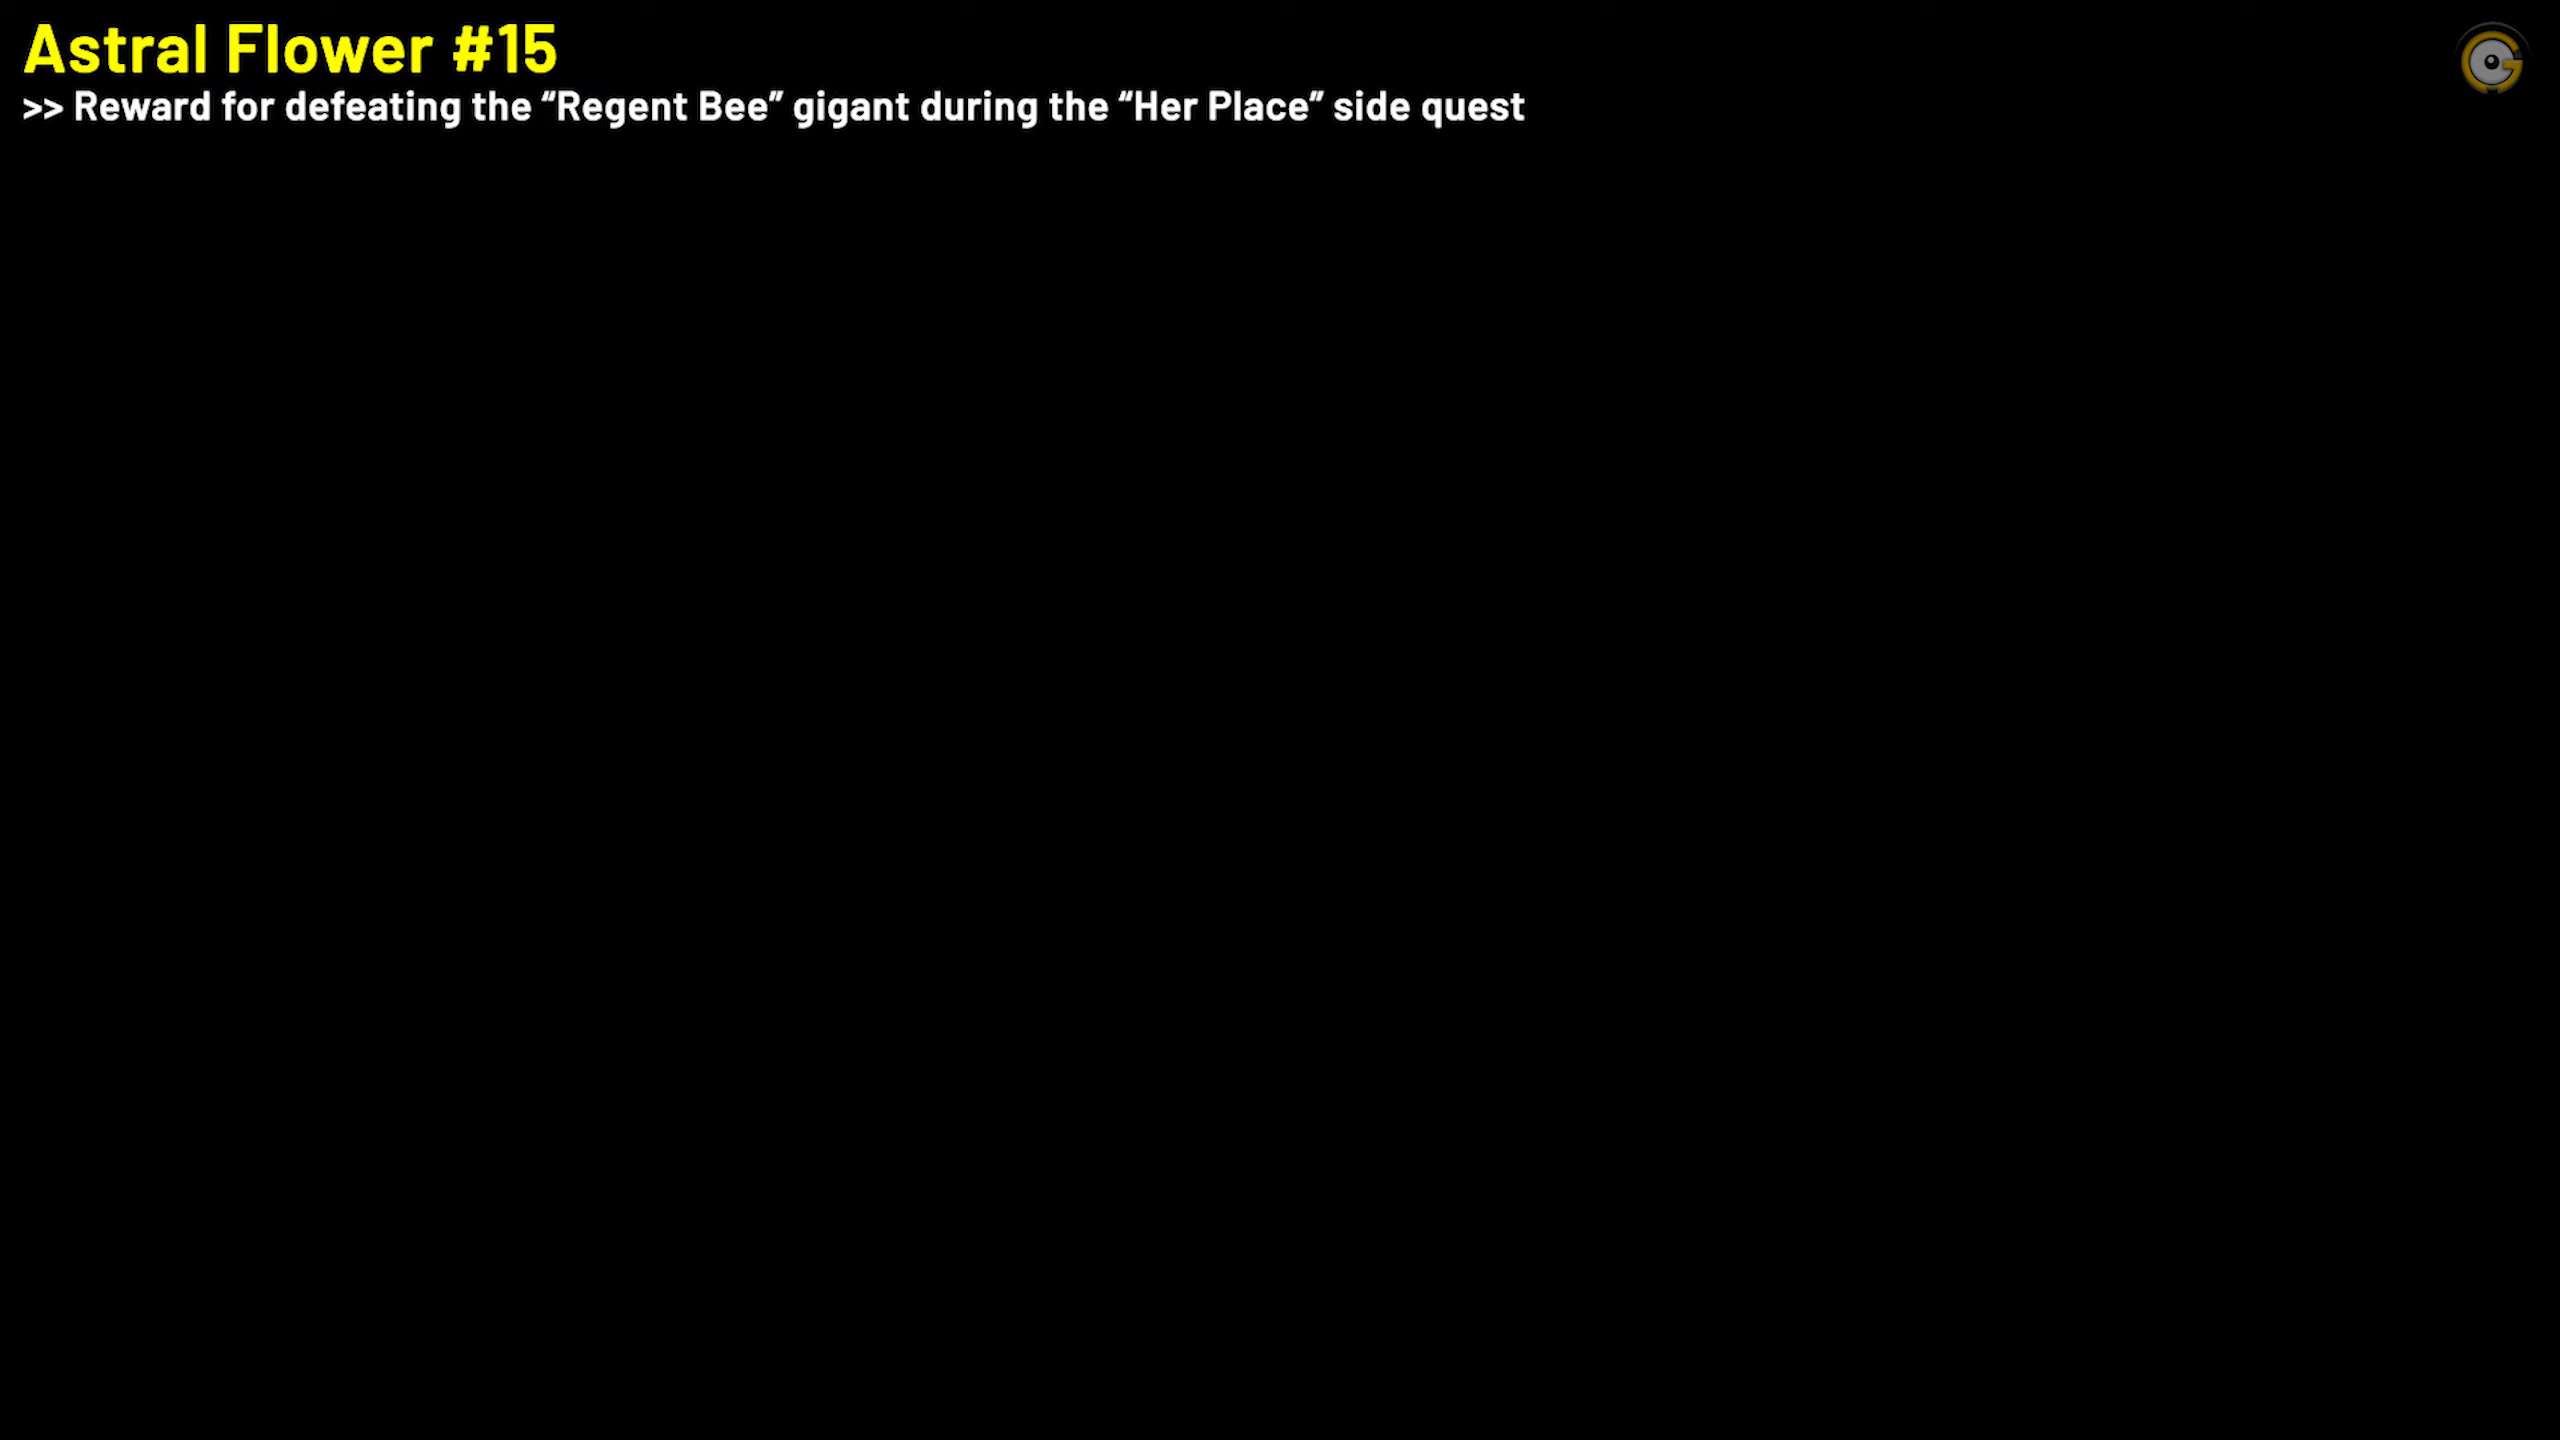 Astral Flower #15
>> Reward for defeating the “Regent Bee” gigant during the “Her Place” side quest